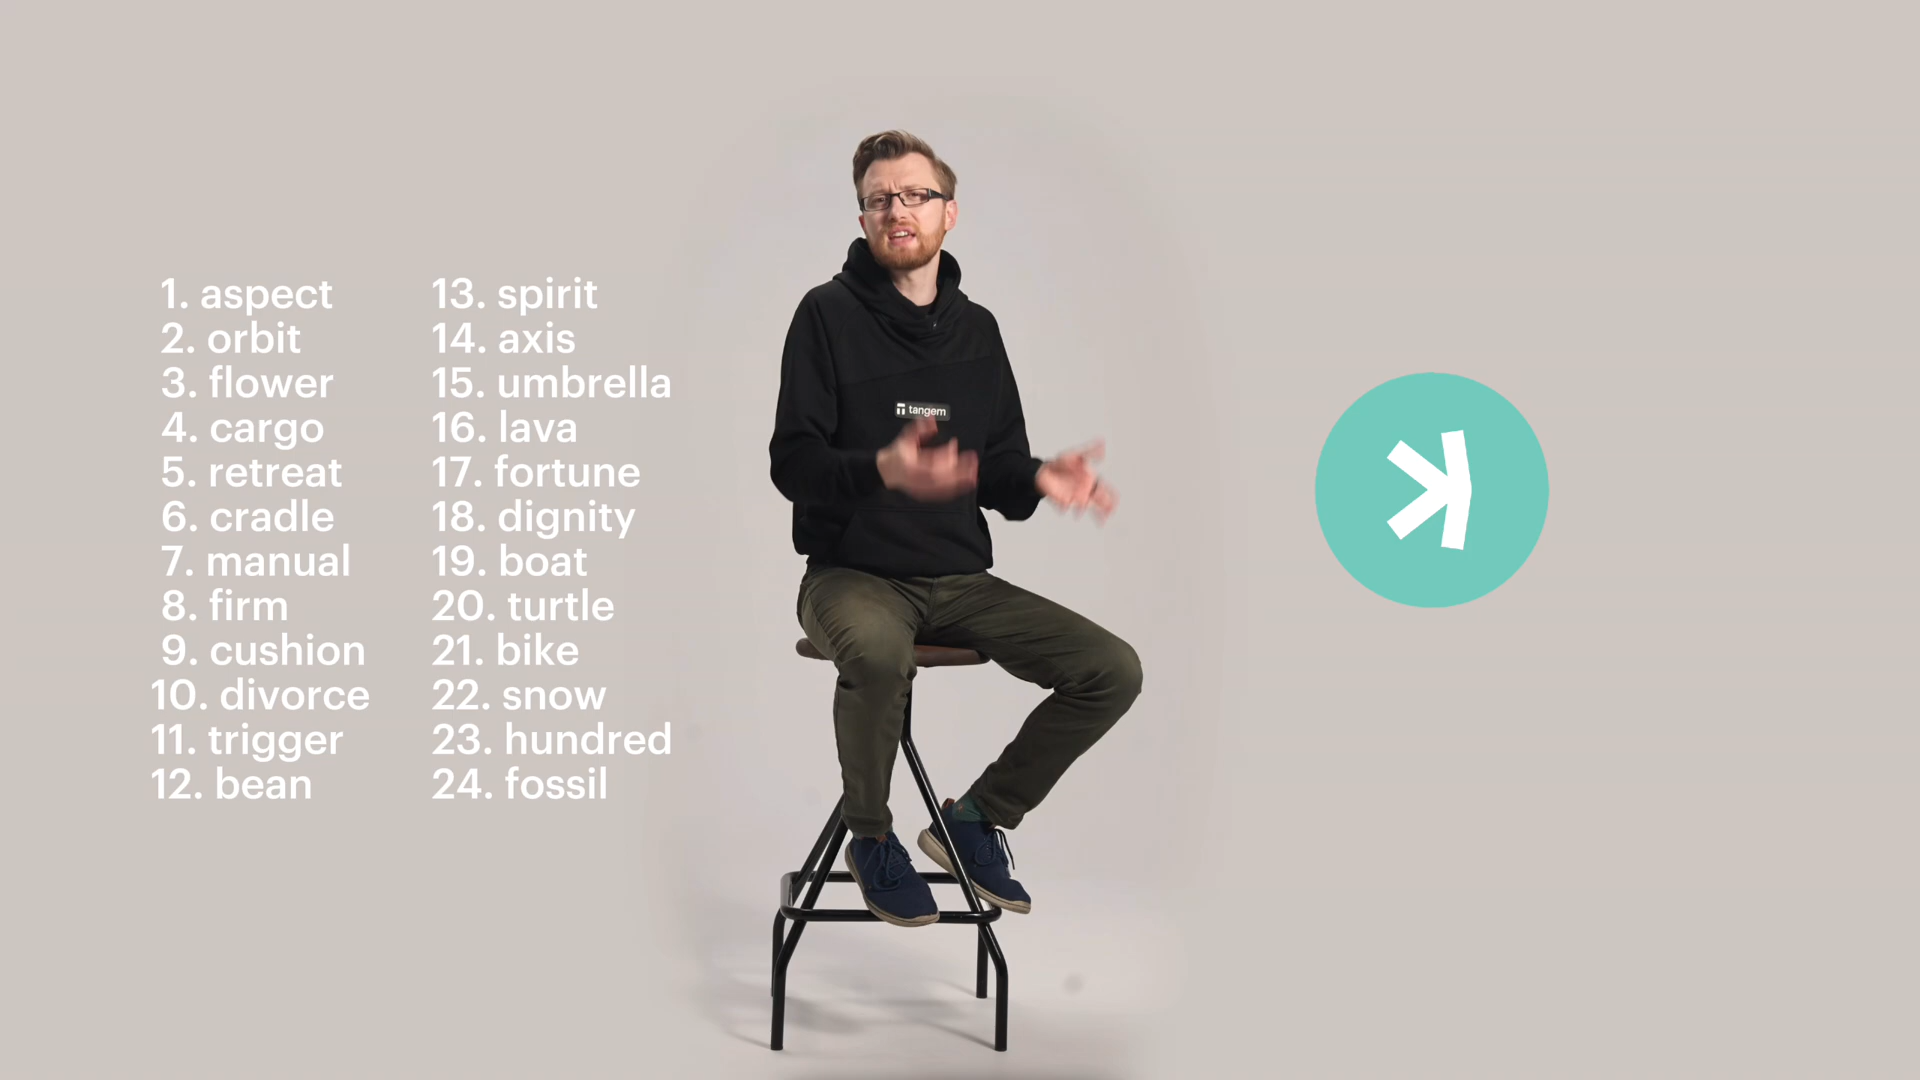 1. aspect
2. orbit
3. flower
4. cargo
5. retreat
6. cradle
7. manual
8. firm
9. cushion
10. divorce
11. trigger
12. bean
13. spirit
14. axis
15. umbrella
16. lava
17. fortune
18. dignity
19. boat
20. turtle
21. bike
22. snow
23. hundred
24. fossil
tangem